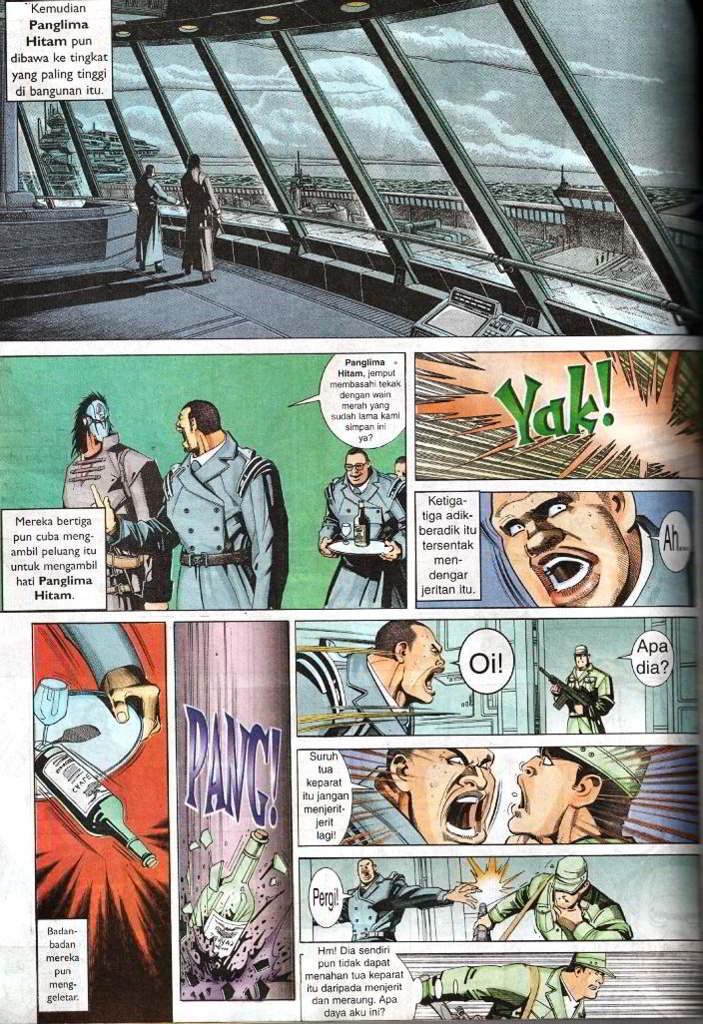 Kemudian
Panglima
Hitam pun
dibawa ke tingkat
yang paling tinggi
di bangunan itu.
Panglima
Hitam, jemput
membasahi tekak
dengan wain
merah yang
sudah lama kami
simpan ini
ya?
Mereka bertiga
pun cuba meng-
ambil peluang itu
untuk mengambil
hati Panglima
Hitam.
Yak!
Ketiga-
tiga adik-
beradik itu
tersentak
men-
dengar
jeritan itu.
Ah....
Badan-
badan
mereka
pun
meng-
geletar.
PANG!
Oi!
Apa
dia?
Suruh
tua
keparat
itu jangan
menjerit-
jerit
lagi!
Pergi!
Hm! Dia sendiri
pun tidak dapat
menahan tua keparat
itu daripada menjerit
dan meraung. Apa
daya aku ini?